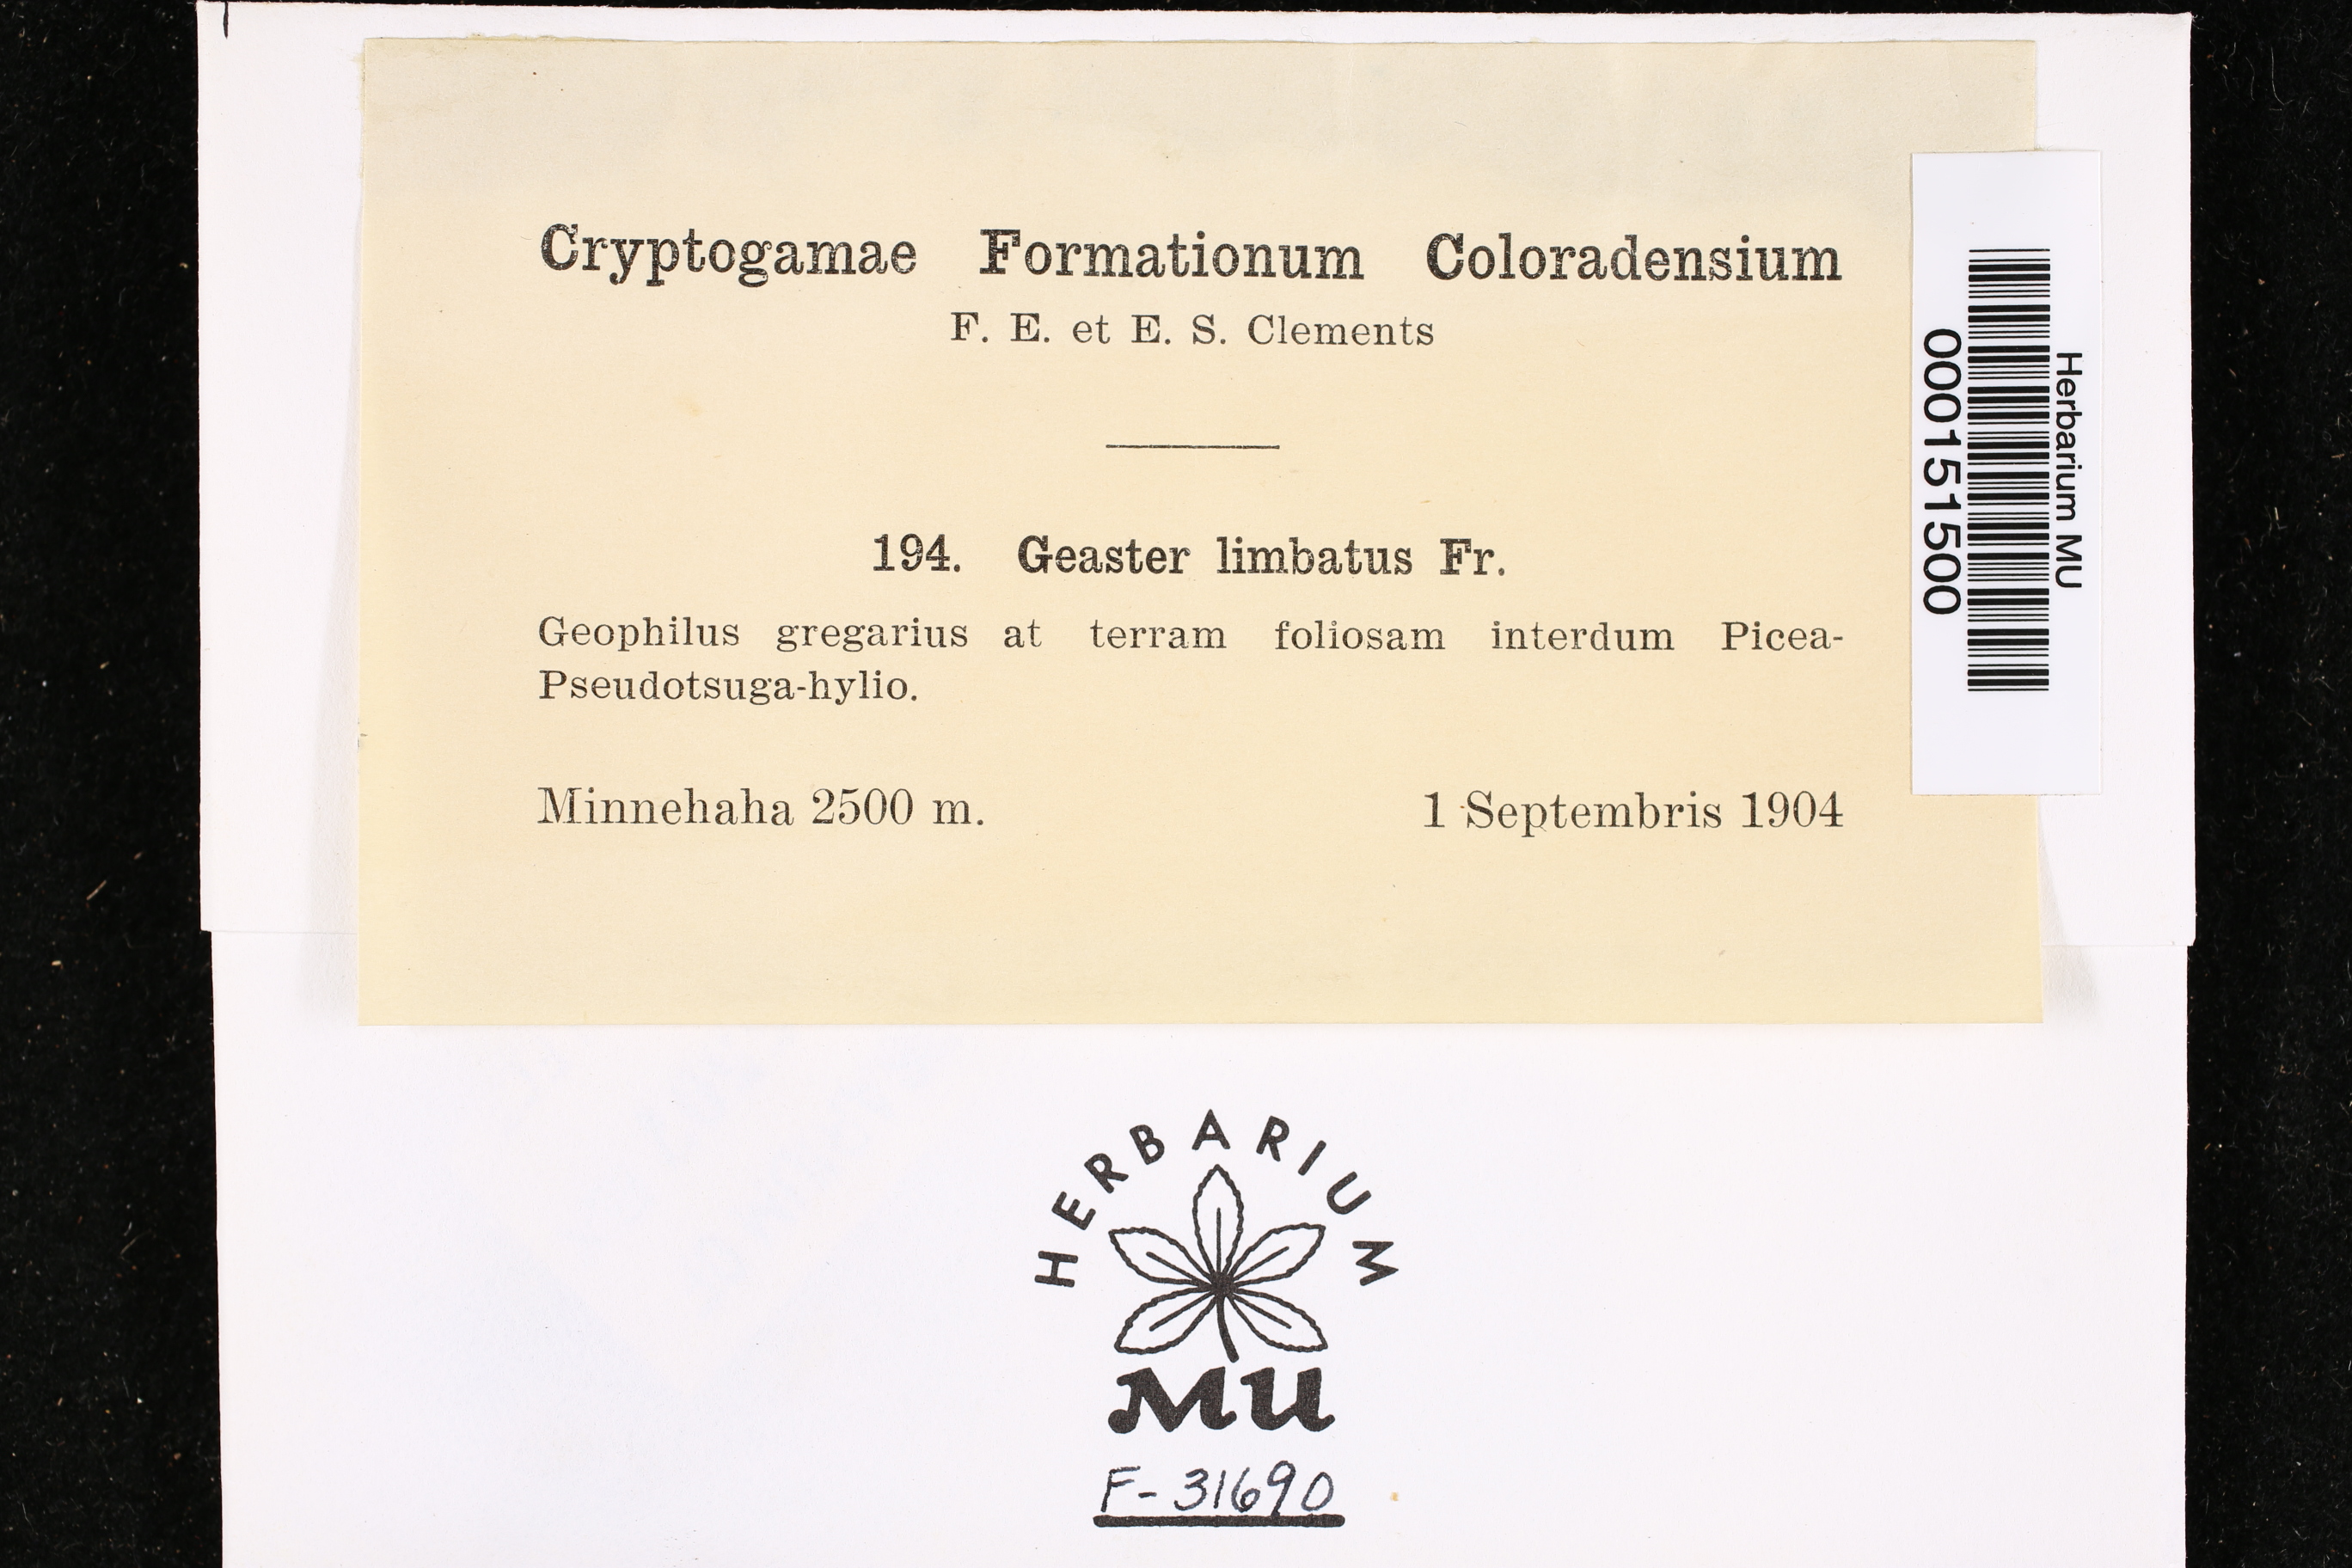 Cryptogamae Formationum Coloradensium
F. E. et E. S. Clements
194. Geaster limbatus Fr.
Geophilus gregarius at terram foliosam interdum Picea-
Pseudotsuga-hylio.
Minnehaha 2500 m. 1 Septembris 1904
Herbarium MU
000151500
HERBARIUM
MU
F-31690